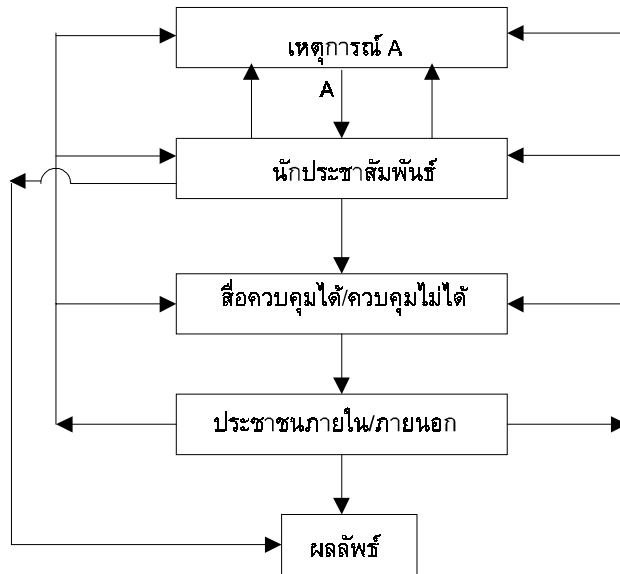 เหตุการณ์ A
A
นักประชาสัมพันธ์
สื่อควบคุมได้/ควบคุมไม่ได้
ประชาชนภายใน/ภายนอก
ผลลัพธ์